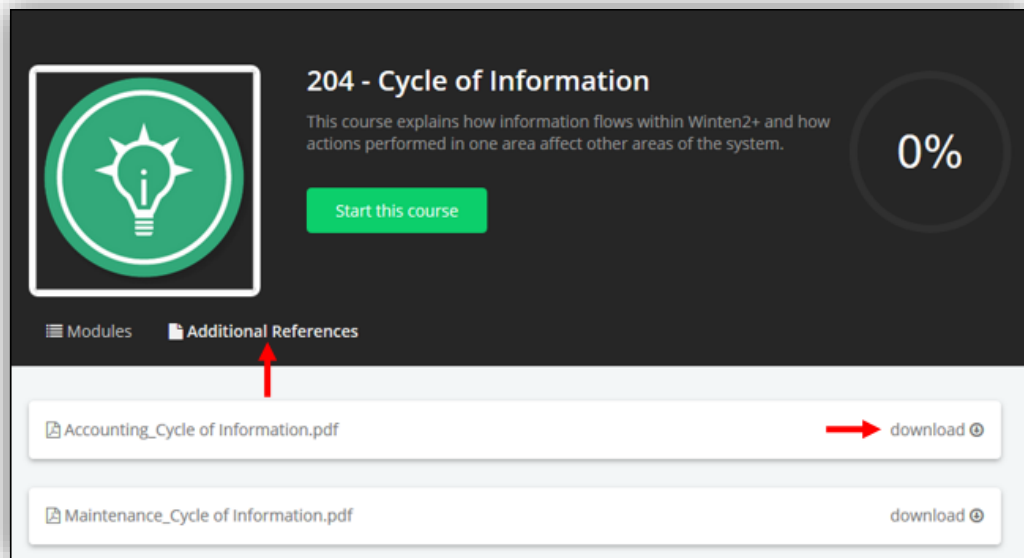 204 - Cycle of Information
This course explains how information flows within Winten2+ and how
actions performed in one area affect other areas of the system.
0%
Start this course
i
Modules
Additional References
Accounting_Cycle of Information.pdf
download
Maintenance_Cycle of Information.pdf
download